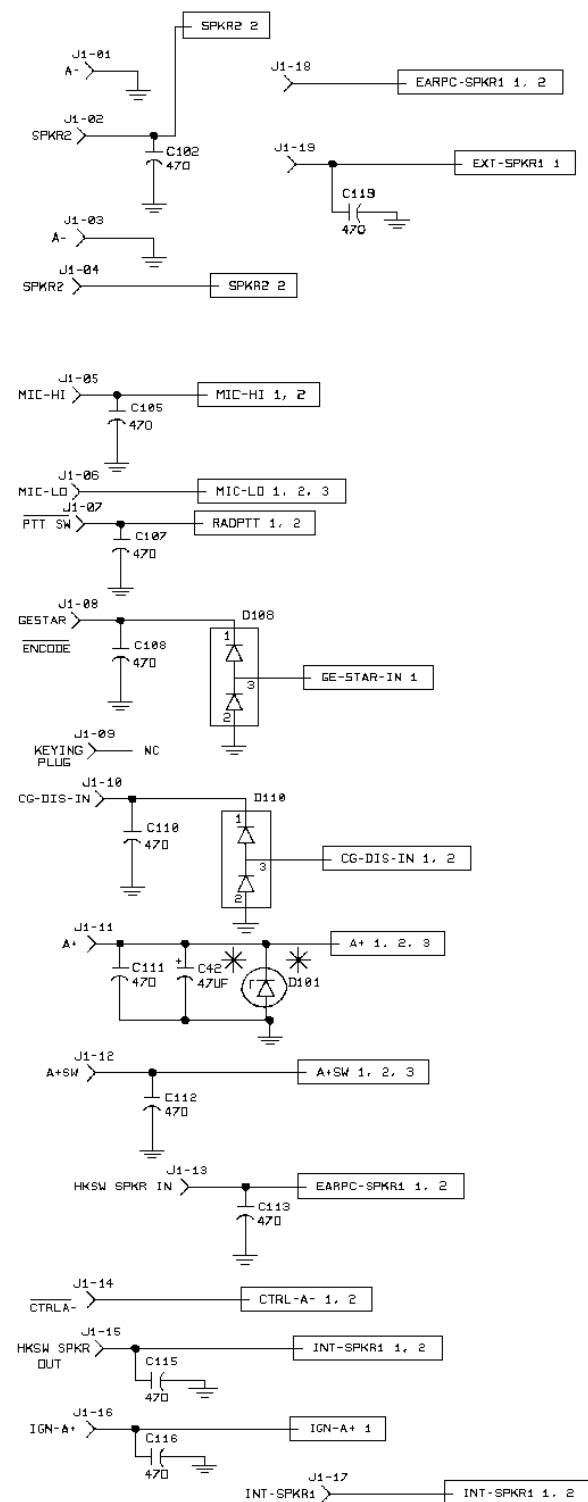 SPKR2 2
J1-01
A-
J1-18
EARPC-SPKR1 1, 2
J1-02
SPKR2
C102
470
J1-19
EXT-SPKR1 1
C119
470
J1-03
A-
J1-04
SPKR2
SPKR2 2
J1-05
MIC-HI
MIC-HI 1, 2
C105
470
J1-06
MIC-LO
MIC-LO 1, 2, 3
J1-07
PTT SW
RADPTT 1, 2
C107
470
J1-08
GESTAR
ENCODE
C108
470
D108
1
3
2
GE-STAR-IN 1
J1-09
KEYING
PLUG
NC
J1-10
CG-DIS-IN
C110
470
D110
1
3
2
CG-DIS-IN 1, 2
J1-11
A+
A+ 1, 2, 3
C111
470
+
C42
47UF
D101
J1-12
A+SW
A+SW 1, 2, 3
C112
470
J1-13
HKSW SPKR IN
EARPC-SPKR1 1, 2
C113
470
J1-14
CTRLA-
CTRL-A- 1, 2
J1-15
HKSW SPKR
OUT
INT-SPKR1 1, 2
C115
470
J1-16
IGN-A+
IGN-A+ 1
C116
470
J1-17
INT-SPKR1
INT-SPKR1 1, 2